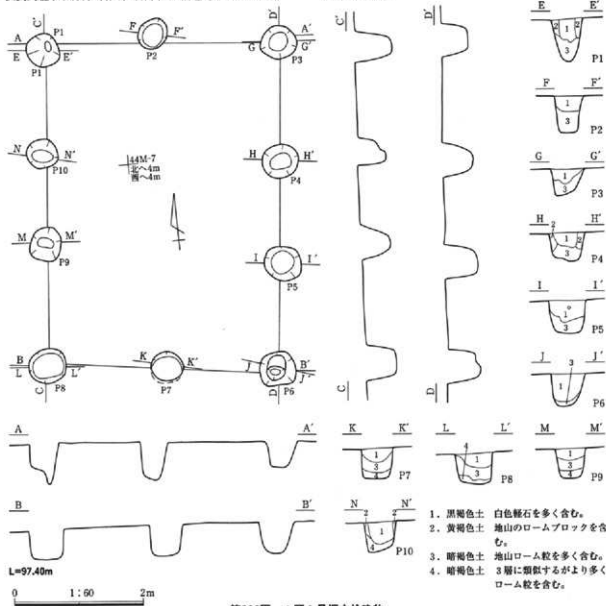 C´
D´
E E´
A
P1
F F´
A´
E E´
G G´
P1
P2
P3
P1
F F´
P2
N N´
P10
44M-7
北へ4m
西へ4m
H H´
P4
G G´
P3
H H´
P4
M M´
P9
I I´
P5
I I´
P5
B
L L´
K K´
J B´
J´
P8
P7
P6
C
D
C
D
J J´
P6
A A´
K K´
L L´
M M´
P7
P8
P9
B B´
N N´
P10
1. 黒褐色土 白色軽石を多く含む。
2. 黄褐色土 地山のロームブロックを含
む。
3. 暗褐色土 地山ローム粒を多く含む。
4. 暗褐色土 3層に類似するがより多く
ローム粒を含む。
L=97.40m
0 1:60 2m